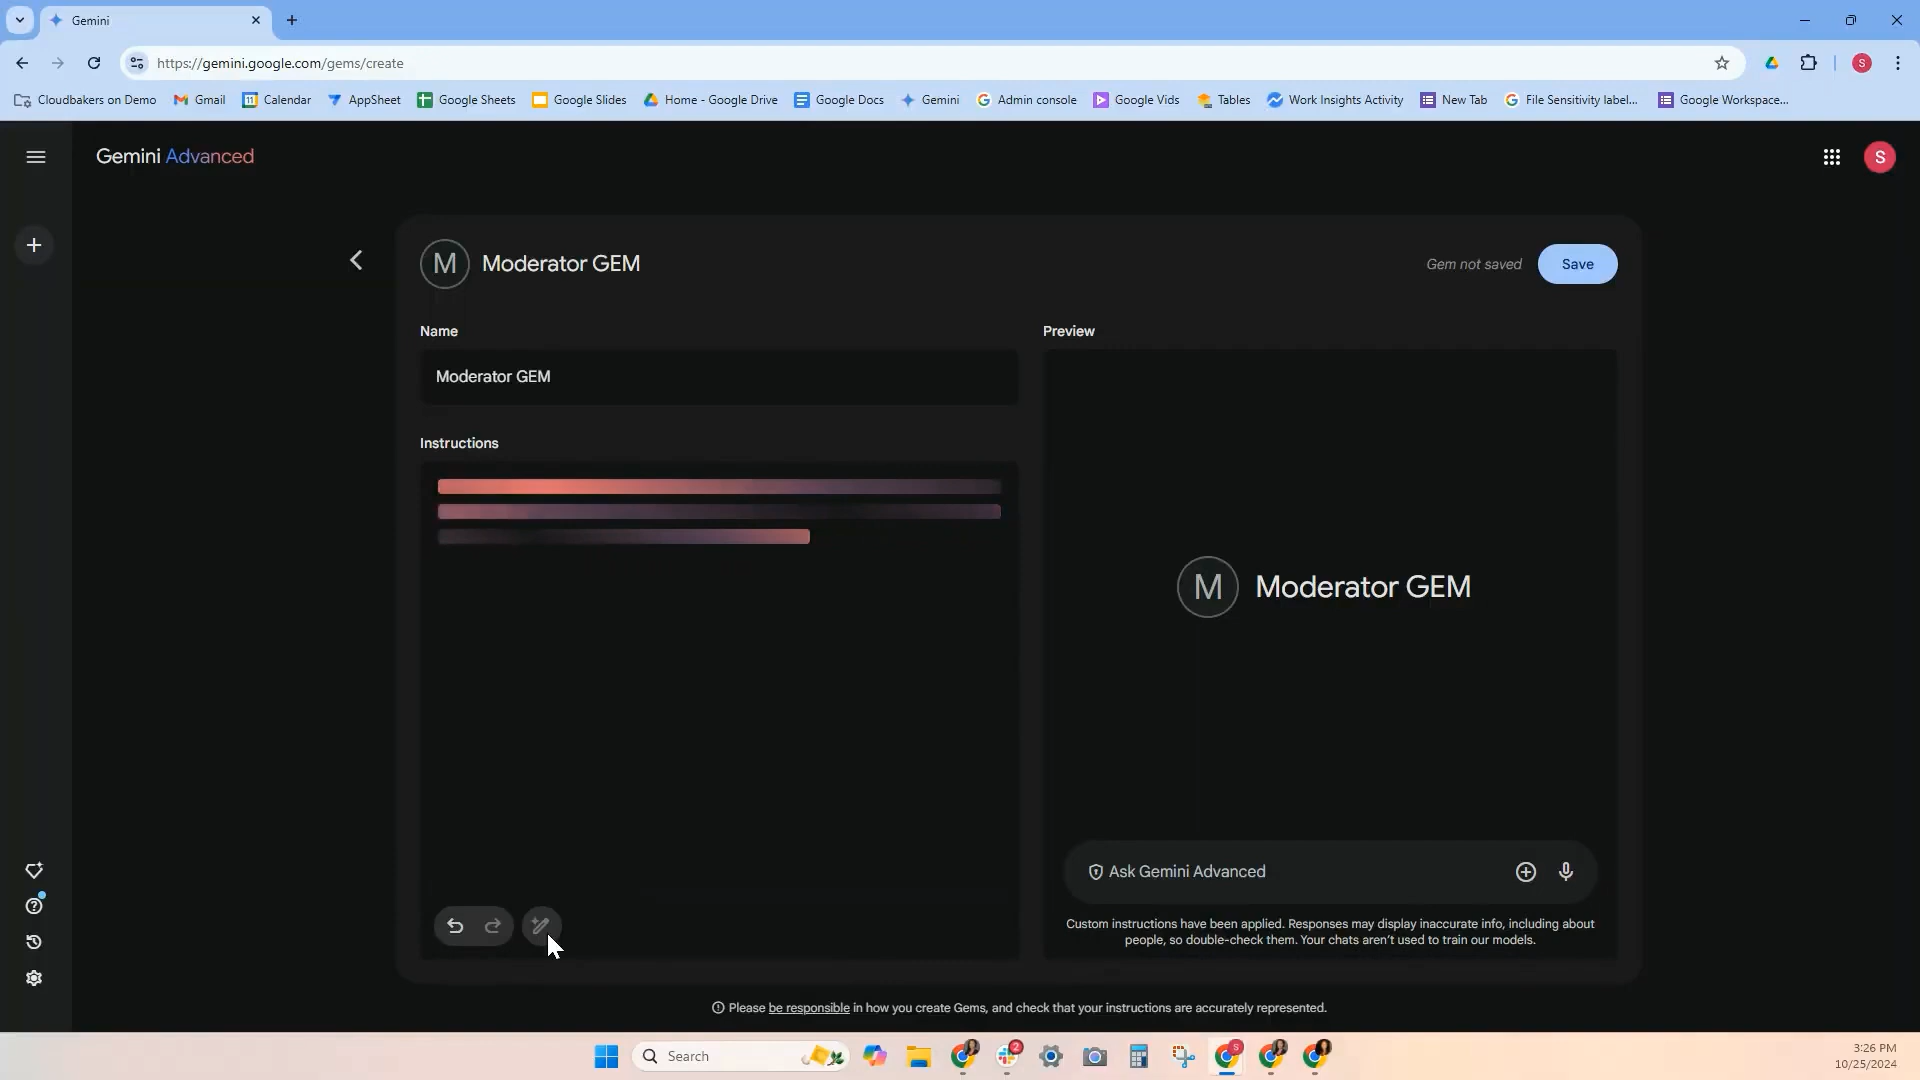 Gemini
https://gemini.google.com/gems/create
S
Cloudbakers on Demo
Gmail
Calendar
AppSheet
Google Sheets
Google Slides
Home - Google Drive
Google Docs
Gemini
Admin console
Google Vids
Tables
Work Insights Activity
New Tab
File Sensitivity label...
Google Workspace...
Gemini Advanced
S
M
Moderator GEM
Gem not saved
Save
Name
Moderator GEM
Instructions
Preview
M
Moderator GEM
Ask Gemini Advanced
Custom instructions have been applied. Responses may display inaccurate info, including about
people, so double-check them. Your chats aren't used to train our models.
Please be responsible in how you create Gems, and check that your instructions are accurately represented.
Search
2
S
3:26 PM
10/25/2024